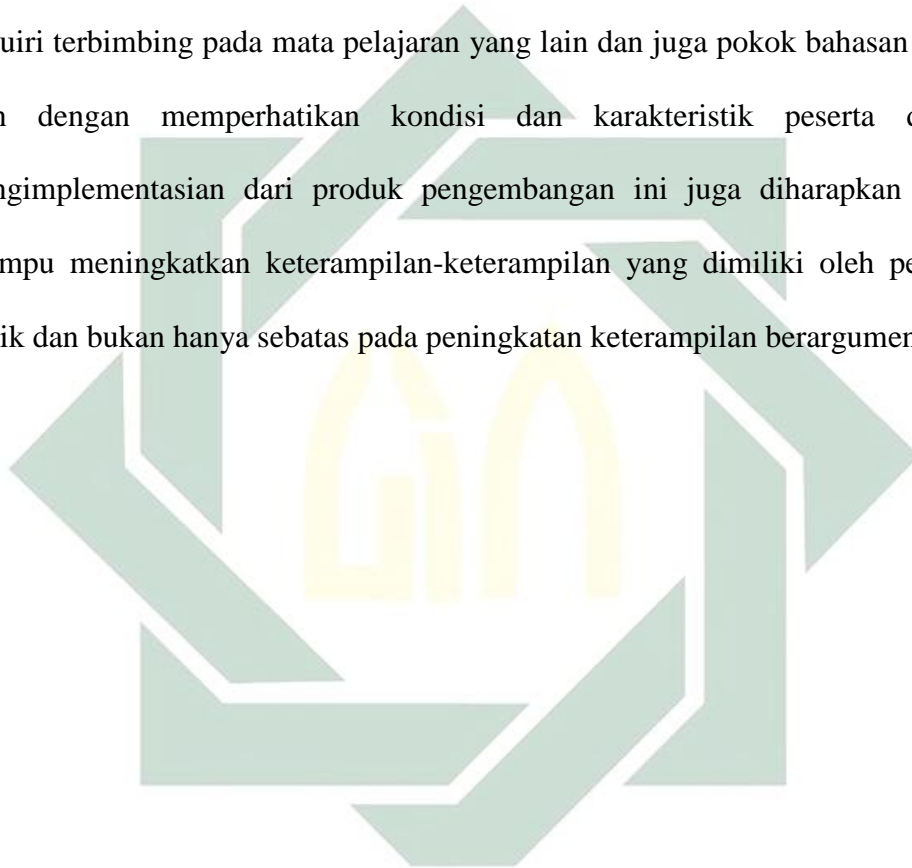 uiri terbimbing pada mata pelajaran yang lain dan juga pokok bahasan
dengan memperhatikan kondisi dan karakteristik peserta
ngimplementasian dari produk pengembangan ini juga diharapkan
mpu meningkatkan keterampilan-keterampilan yang dimiliki oleh pe
ik dan bukan hanya sebatas pada peningkatan keterampilan berargumen